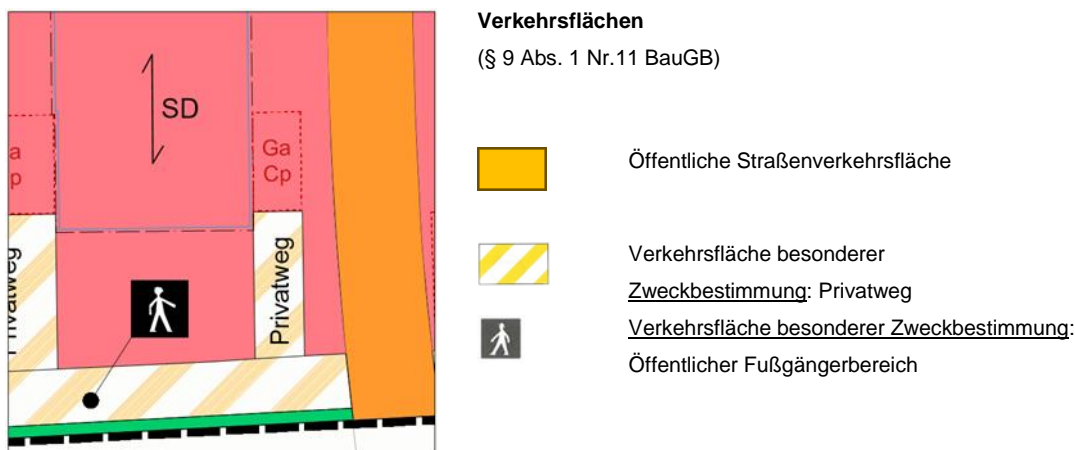 Verkehrsflächen
(§ 9 Abs. 1 Nr.11 BauGB)
SD
a
p
Ga
Cp
Privatweg
Privatweg
Öffentliche Straßenverkehrsfläche
Verkehrsfläche besonderer
Zweckbestimmung: Privatweg
Verkehrsfläche besonderer Zweckbestimmung:
Öffentlicher Fußgängerbereich